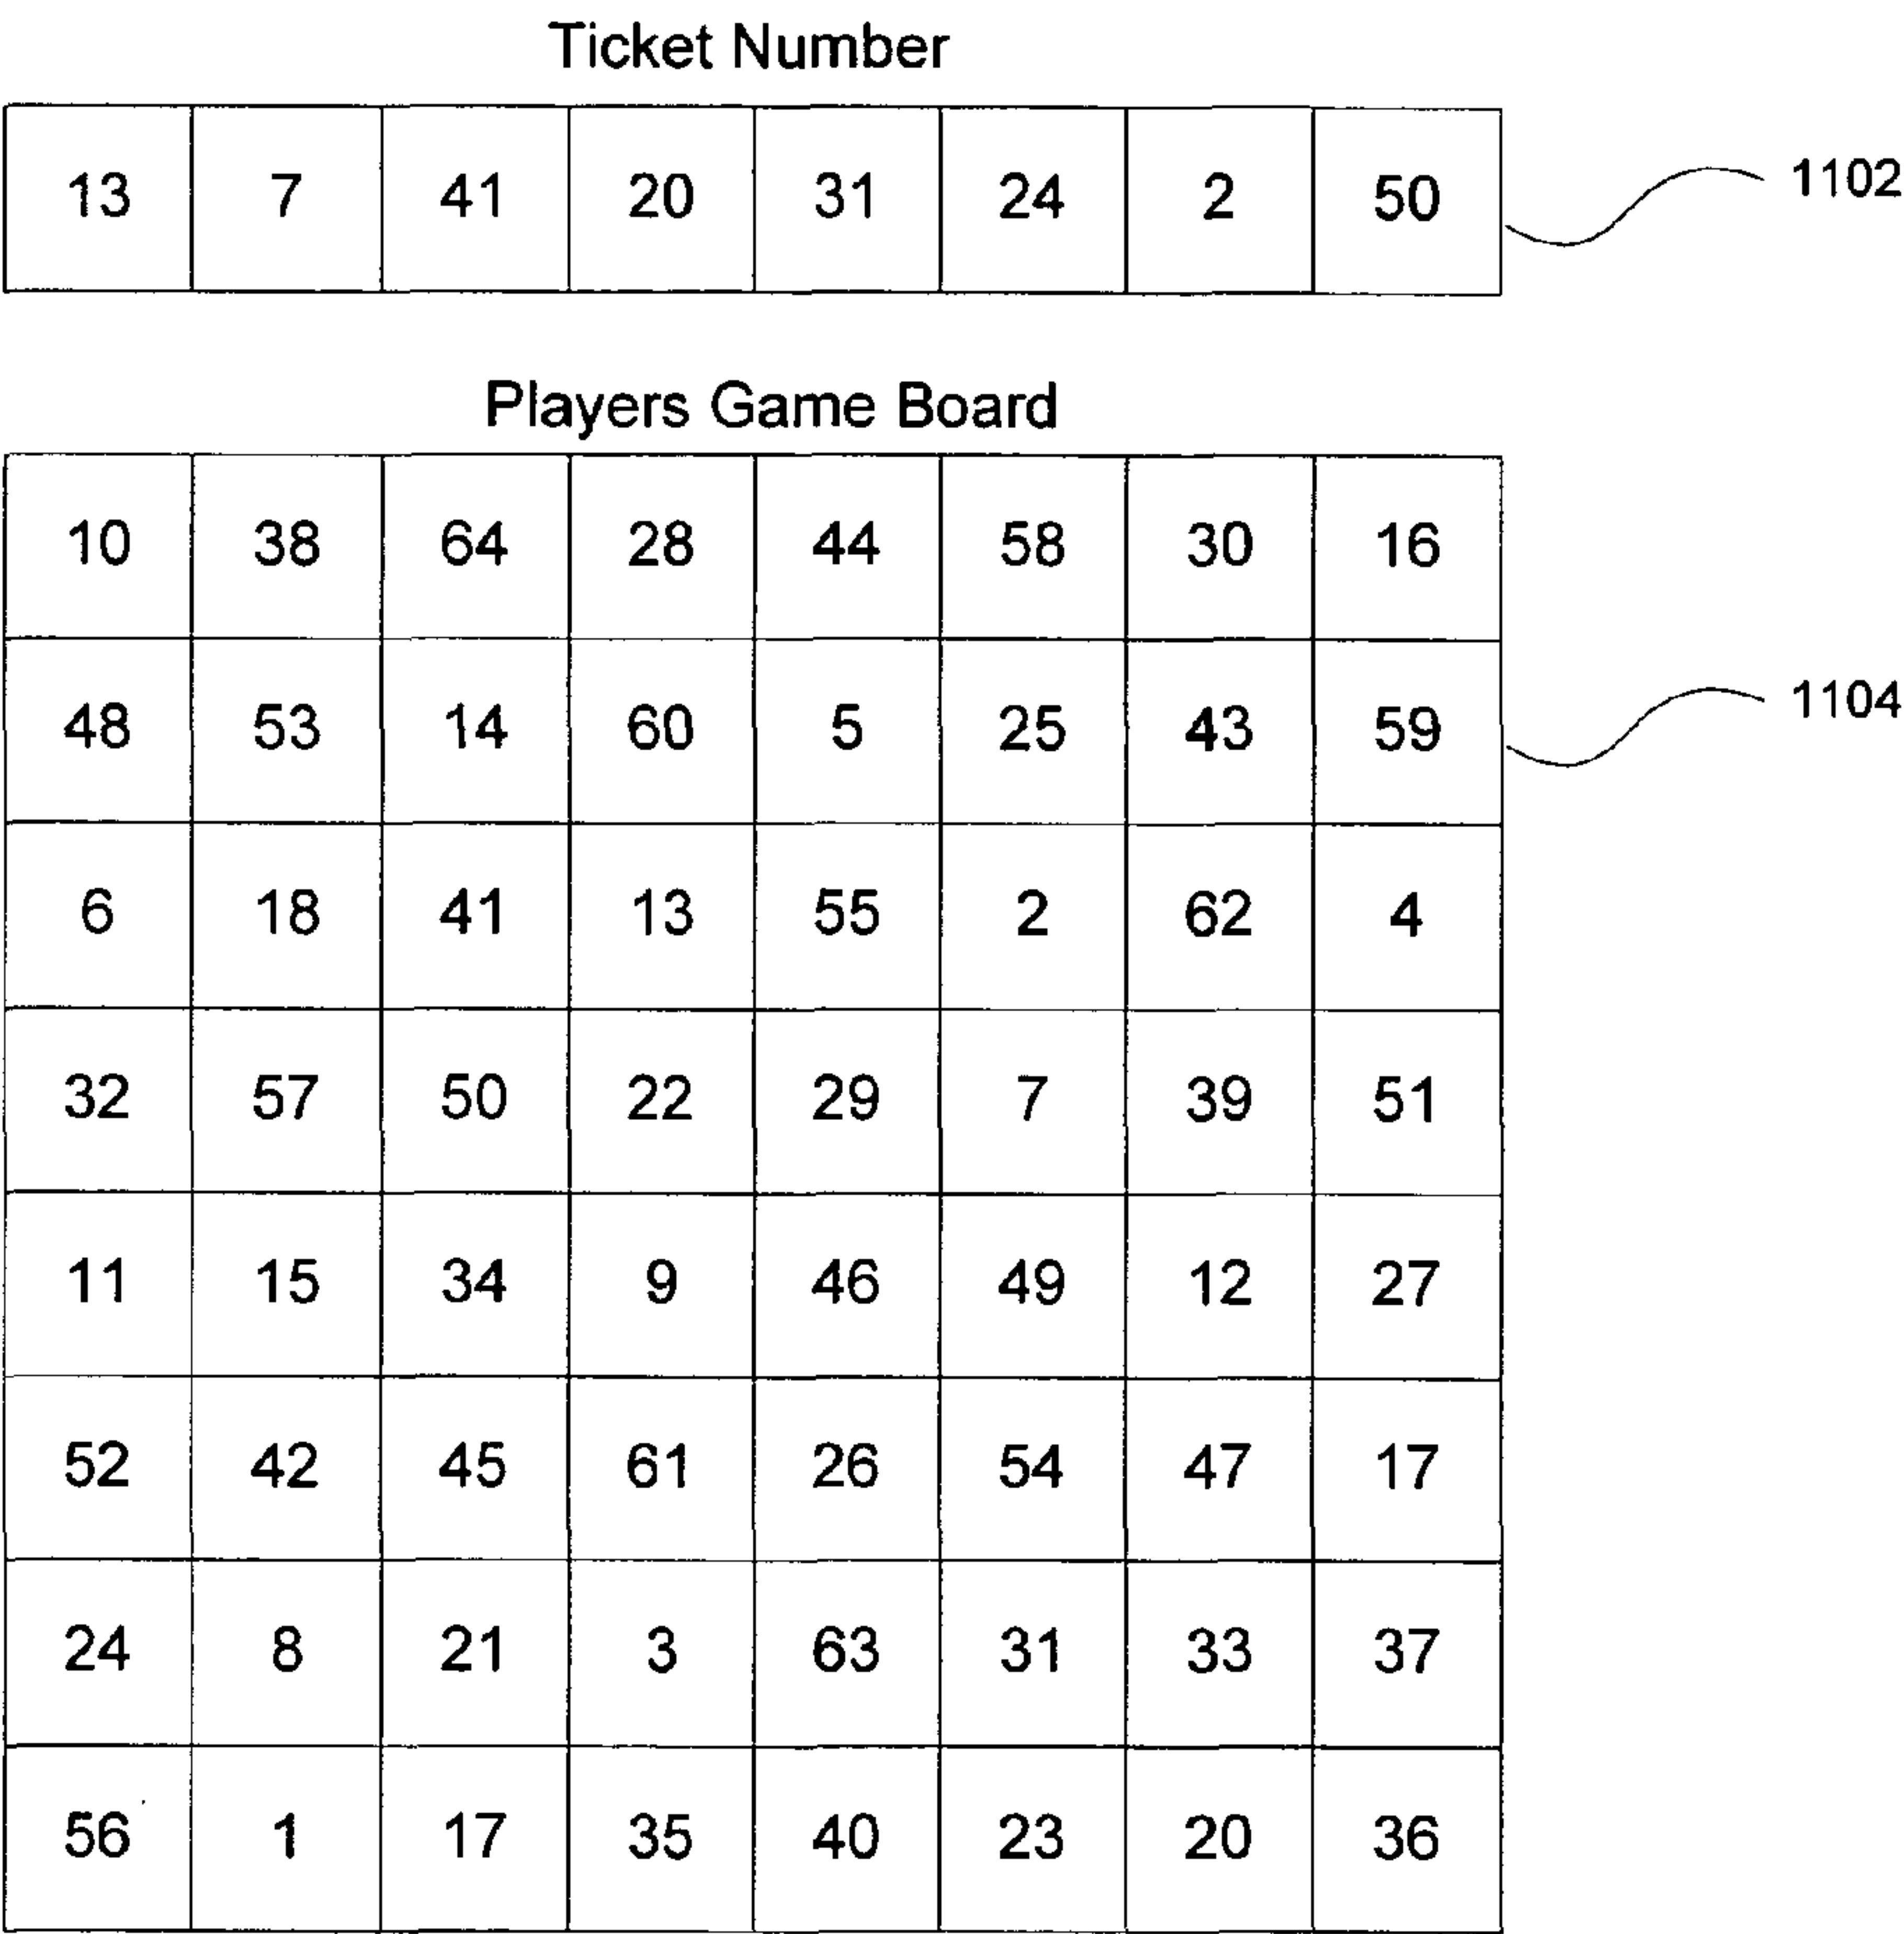 Ticket Number
13 7 41 20 31 24 2 50 1102
Players Game Board
10 38 64 28 44 58 30 16
48 53 14 60 5 25 43 59 1104
6 18 41 13 55 2 62 4
32 57 50 22 29 7 39 51
11 15 34 9 46 49 12 27
52 42 45 61 26 54 47 17
24 8 21 3 63 31 33 37
56 1 17 35 40 23 20 36